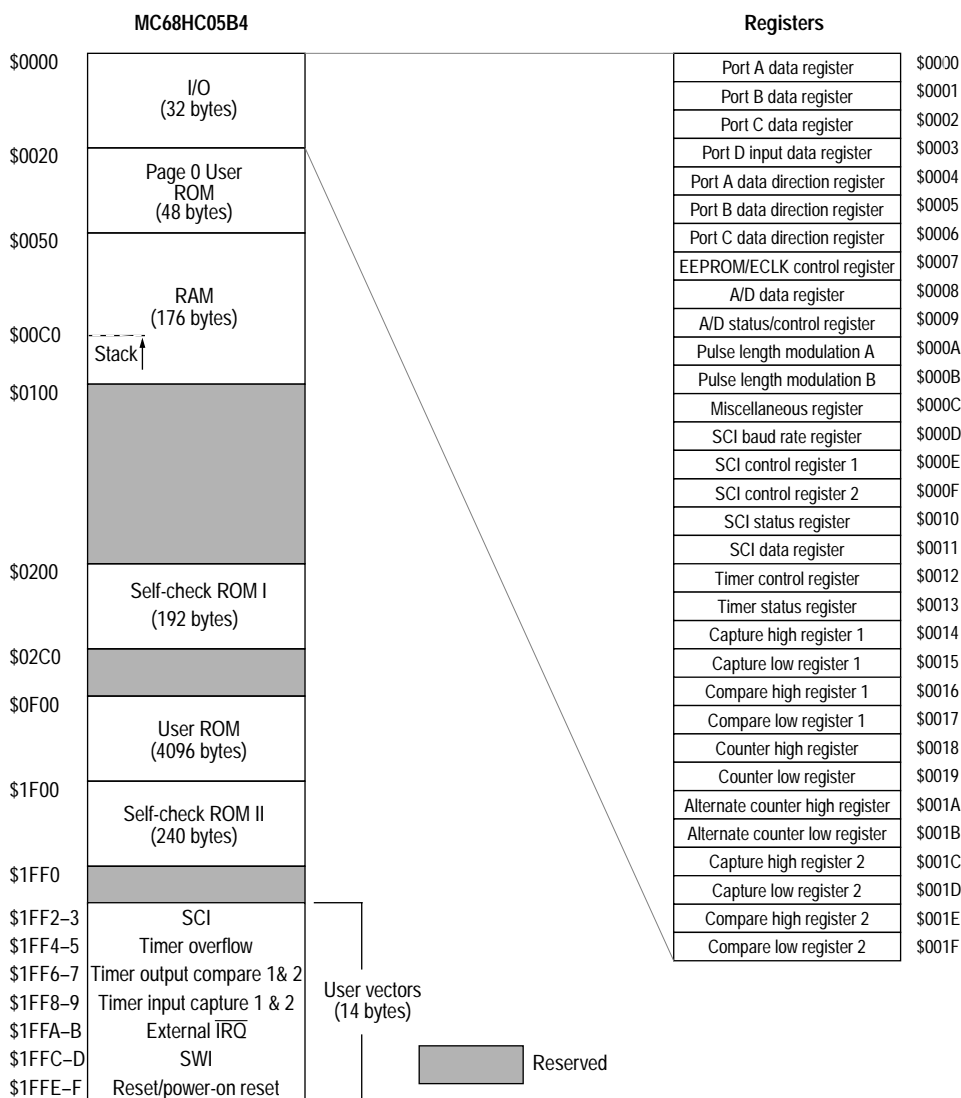 MC68HC05B4
$0000
I/O
(32 bytes)
$0020
Page 0 User
ROM
(48 bytes)
$0050
RAM
(176 bytes)
$00C0
Stack
$0100
$0200
Self-check ROM I
(192 bytes)
$02C0
$0F00
User ROM
(4096 bytes)
$1F00
Self-check ROM II
(240 bytes)
$1FF0
$1FF2–3 SCI
$1FF4–5 Timer overflow
$1FF6–7 Timer output compare 1& 2
$1FF8–9 Timer input capture 1 & 2
$1FFA–B External IRQ
$1FFC–D SWI
$1FFE–F Reset/power-on reset
User vectors
(14 bytes)
Reserved
Registers
Port A data register $0000
Port B data register $0001
Port C data register $0002
Port D input data register $0003
Port A data direction register $0004
Port B data direction register $0005
Port C data direction register $0006
EEPROM/ECLK control register $0007
A/D data register $0008
A/D status/control register $0009
Pulse length modulation A $000A
Pulse length modulation B $000B
Miscellaneous register $000C
SCI baud rate register $000D
SCI control register 1 $000E
SCI control register 2 $000F
SCI status register $0010
SCI data register $0011
Timer control register $0012
Timer status register $0013
Capture high register 1 $0014
Capture low register 1 $0015
Compare high register 1 $0016
Compare low register 1 $0017
Counter high register $0018
Counter low register $0019
Alternate counter high register $001A
Alternate counter low register $001B
Capture high register 2 $001C
Capture low register 2 $001D
Compare high register 2 $001E
Compare low register 2 $001F